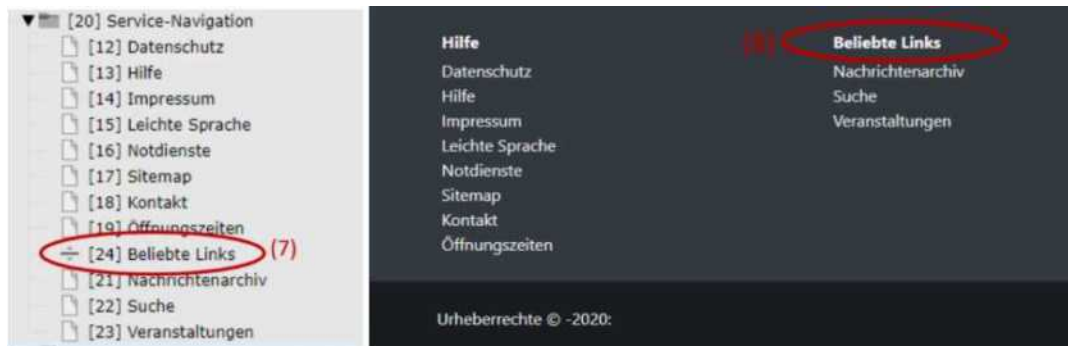 [20] Service-Navigation
[12] Datenschutz
[13] Hilfe
[14] Impressum
[15] Leichte Sprache
[16] Notdienste
[17] Sitemap
[18] Kontakt
[19] Öffnungszeiten
[24] Beliebte Links (7)
[21] Nachrichtenarchiv
[22] Suche
[23] Veranstaltungen
Hilfe
Datenschutz
Hilfe
Impressum
Leichte Sprache
Notdienste
Sitemap
Kontakt
Öffnungszeiten
Beliebte Links
Nachrichtenarchiv
Suche
Veranstaltungen
Urheberrechte © -2020: